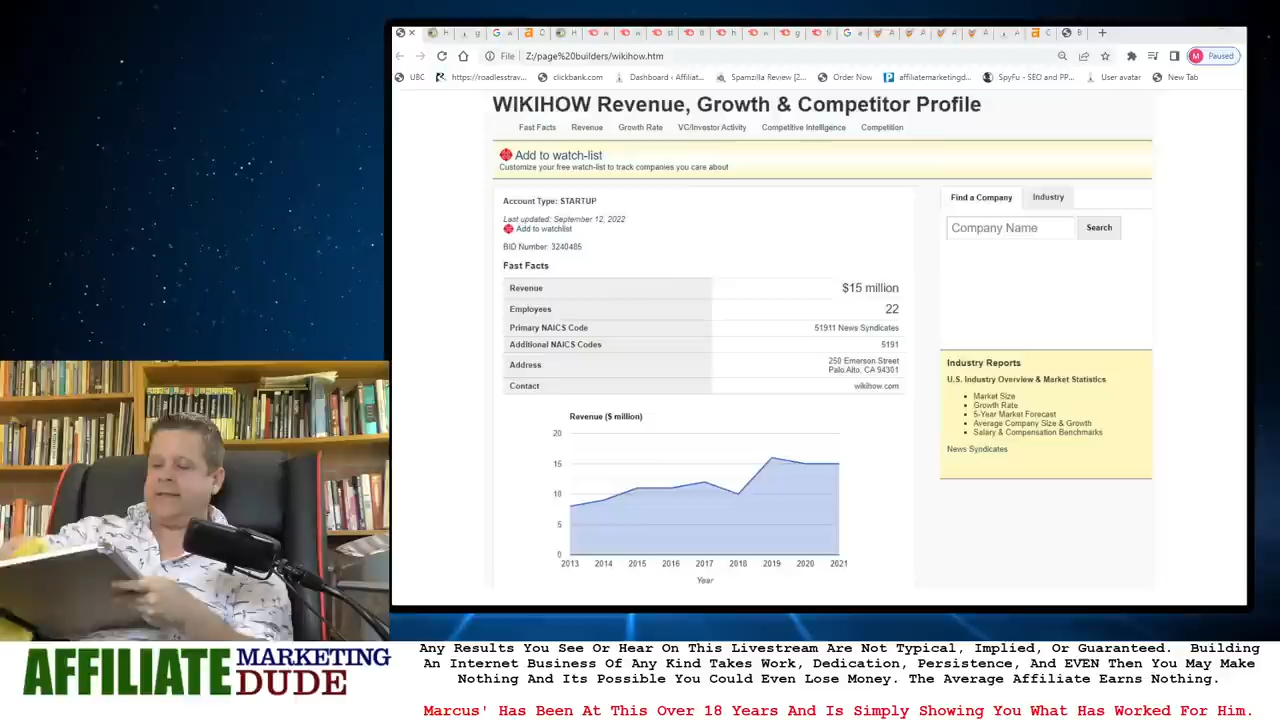 File
Z:/page%20builders/wikihow.htm
M Paused
UBC
https://roadlesstrav...
clickbank.com
Dashboard ‹ Affiliat...
Spamzilla Review [2...
Order Now
affiliatemarketingd...
SpyFu - SEO and PP...
User avatar
New Tab
WIKIHOW Revenue, Growth & Competitor Profile
Fast Facts
Revenue
Growth Rate
VC/Investor Activity
Competitive Intelligence
Competition
Add to watch-list
Customize your free watch-list to track companies you care about
Account Type: STARTUP
Last updated: September 12, 2022
Add to watchlist
BID Number: 3240485
Fast Facts
Revenue $15 million
Employees 22
Primary NAICS Code 51911 News Syndicates
Additional NAICS Codes 5191
Address 250 Emerson Street
Palo Alto, CA 94301
Contact wikihow.com
Revenue ($ million)
20
15
10
5
0
2013 2014 2015 2016 2017 2018 2019 2020 2021
Year
Find a Company
Industry
Company Name
Search
Industry Reports
U.S. Industry Overview & Market Statistics
Market Size
Growth Rate
5-Year Market Forecast
Average Company Size & Growth
Salary & Compensation Benchmarks
News Syndicates
AFFILIATE MARKETING
DUDE
Any Results You See Or Hear On This Livestream Are Not Typical, Implied, Or Guaranteed. Building
An Internet Business Of Any Kind Takes Work, Dedication, Persistence, And EVEN Then You May Make
Nothing And Its Possible You Could Even Lose Money. The Average Affiliate Earns Nothing.
Marcus' Has Been At This Over 18 Years And Is Simply Showing You What Has Worked For Him.